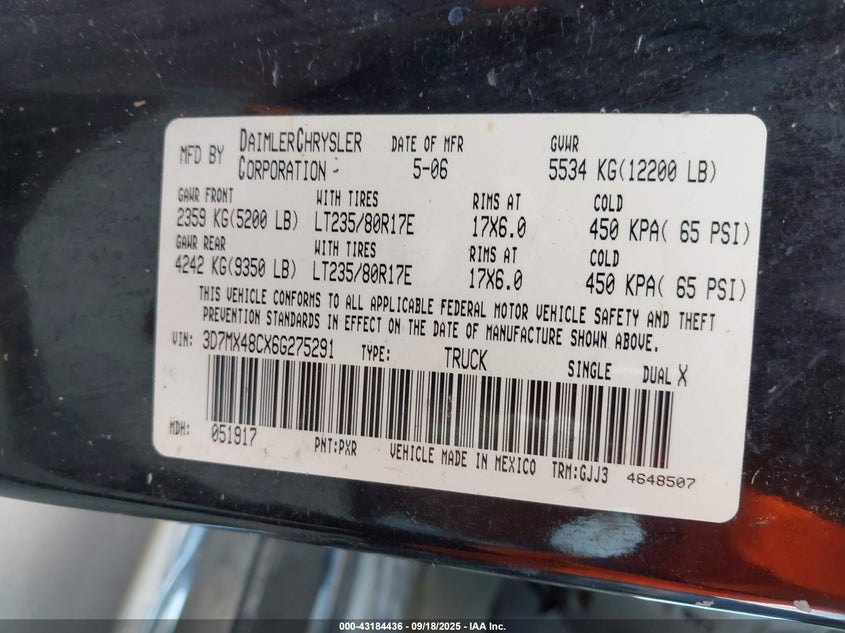 MFD BY DAIMLERCHRYSLER CORPORATION DATE OF MFR 5-06 GVWR 5534 KG(12200 LB)
GAWR FRONT WITH TIRES RIMS AT COLD
2359 KG(5200 LB) LT235/80R17E 17X6.0 450 KPA( 65 PSI)
GAWR REAR WITH TIRES RIMS AT COLD
4242 KG(9350 LB) LT235/80R17E 17X6.0 450 KPA( 65 PSI)
THIS VEHICLE CONFORMS TO ALL APPLICABLE FEDERAL MOTOR VEHICLE SAFETY AND THEFT
PREVENTION STANDARDS IN EFFECT ON THE DATE OF MANUFACTURE SHOWN ABOVE.
VIN: 3D7MX48CX6G275291 TYPE: TRUCK SINGLE DUAL X
MDH: 051917 PNT:PXR VEHICLE MADE IN MEXICO TRM:GJJ3 4648507
000-43184436 - 09/18/2025 - IAA Inc.